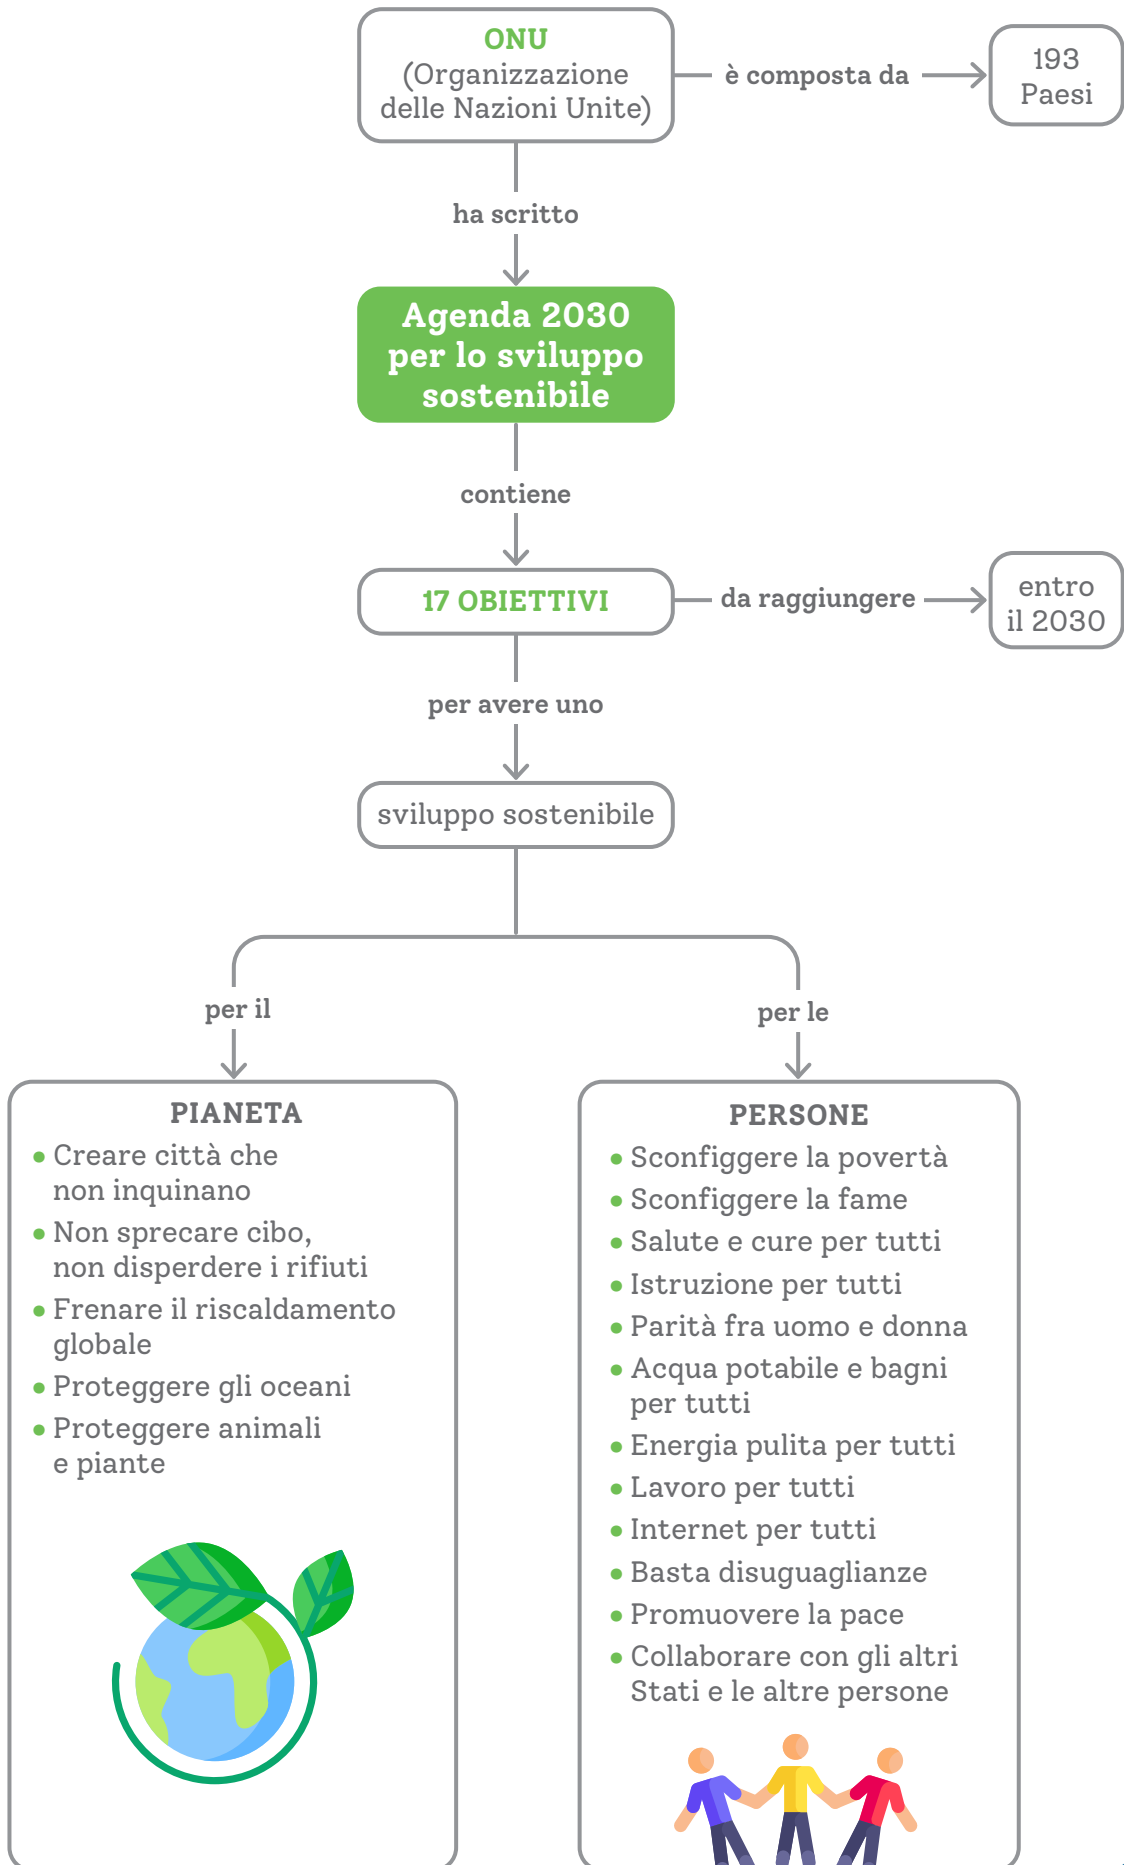 ONU
(Organizzazione
delle Nazioni Unite)
è composta da
193
Paesi
ha scritto
Agenda 2030
per lo sviluppo
sostenibile
contiene
17 OBIETTIVI
da raggiungere
entro
il 2030
per avere uno
sviluppo sostenibile
per il
PIANETA
• Creare città che
non inquinano
• Non sprecare cibo,
non disperdere i rifiuti
• Frenare il riscaldamento
globale
• Proteggere gli oceani
• Proteggere animali
e piante
per le
PERSONE
• Sconfiggere la povertà
• Sconfiggere la fame
• Salute e cure per tutti
• Istruzione per tutti
• Parità fra uomo e donna
• Acqua potabile e bagni
per tutti
• Energia pulita per tutti
• Lavoro per tutti
• Internet per tutti
• Basta disuguaglianze
• Promuovere la pace
• Collaborare con gli altri
Stati e le altre persone